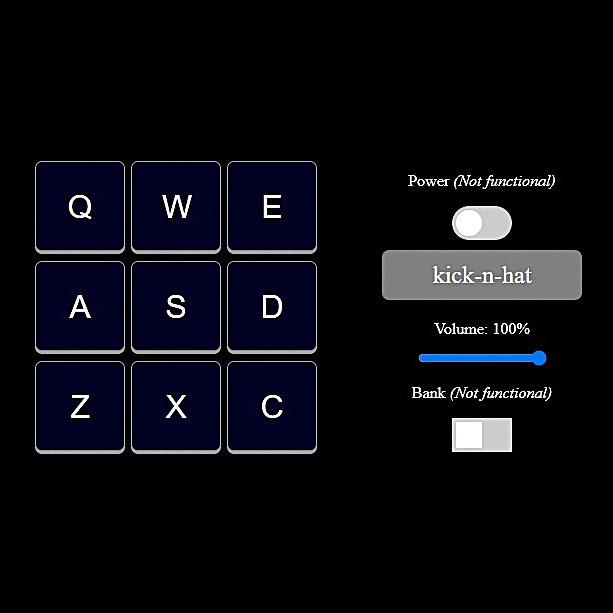 Q W E
A S D
Z X C
Power (Not functional)
kick-n-hat
Volume: 100%
Bank (Not functional)